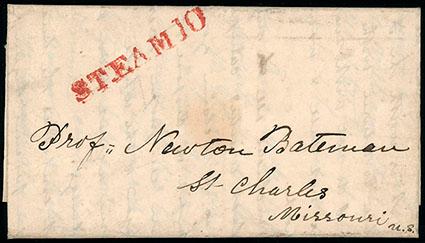 STEAM 10
Prof= Newton Bateman
St Charles
Missouri U.S.